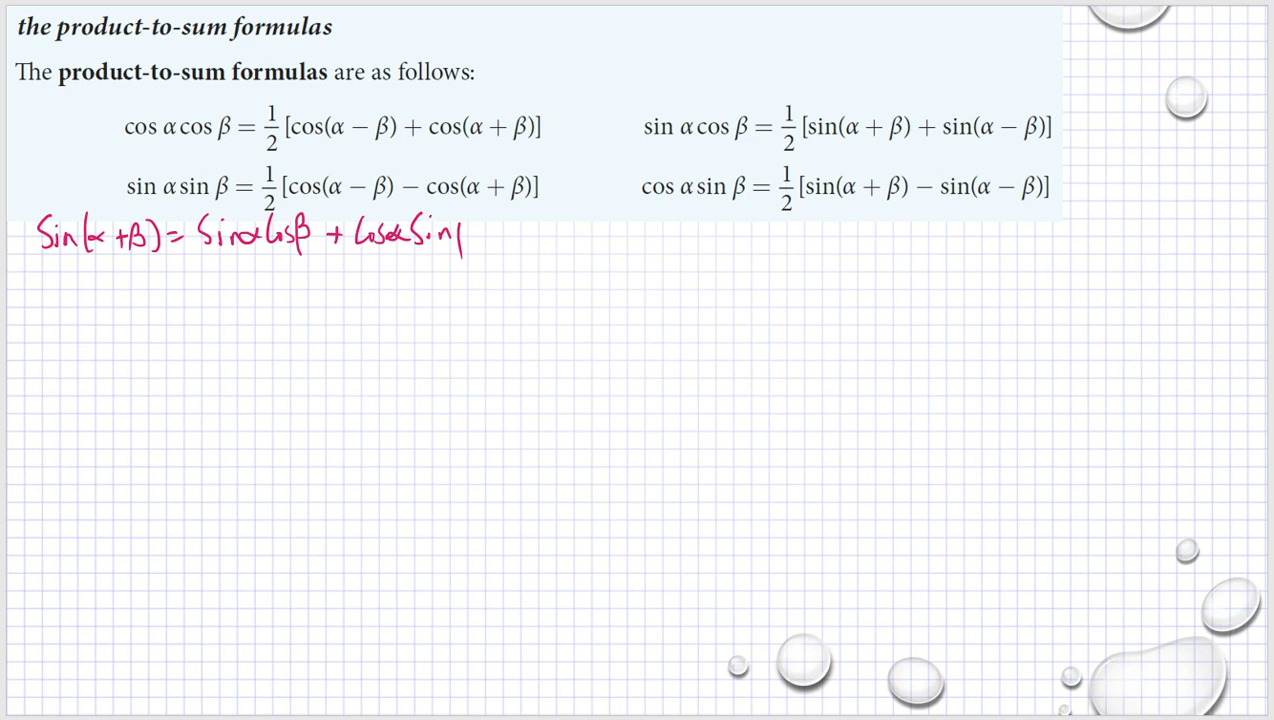 the product-to-sum formulas
The product-to-sum formulas are as follows:
cos α cos β = 1/2 [cos(α − β) + cos(α + β)]
sin α cos β = 1/2 [sin(α + β) + sin(α − β)]
sin α sin β = 1/2 [cos(α − β) − cos(α + β)]
cos α sin β = 1/2 [sin(α + β) − sin(α − β)]
Sin(α + β) = Sinα Cosβ + Cosα Sin